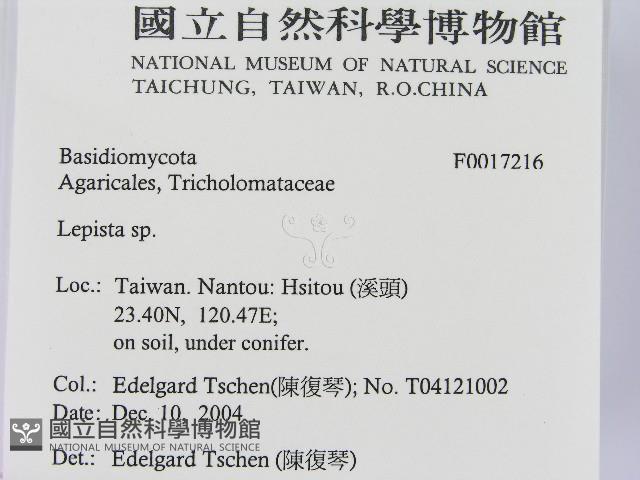 國立自然科學博物館
NATIONAL MUSEUM OF NATURAL SCIENCE
TAICHUNG, TAIWAN, R.O.CHINA
Basidiomycota F0017216
Agaricales, Tricholomataceae
Lepista sp.
Loc.: Taiwan. Nantou: Hsitou (溪頭)
23.40N, 120.47E;
on soil, under conifer.
Col.: Edelgard Tschen(陳復琴); No. T04121002
Date: Dec. 10, 2004
國立自然科學博物館
NATIONAL MUSEUM OF NATURAL SCIENCE
Det.: Edelgard Tschen (陳復琴)